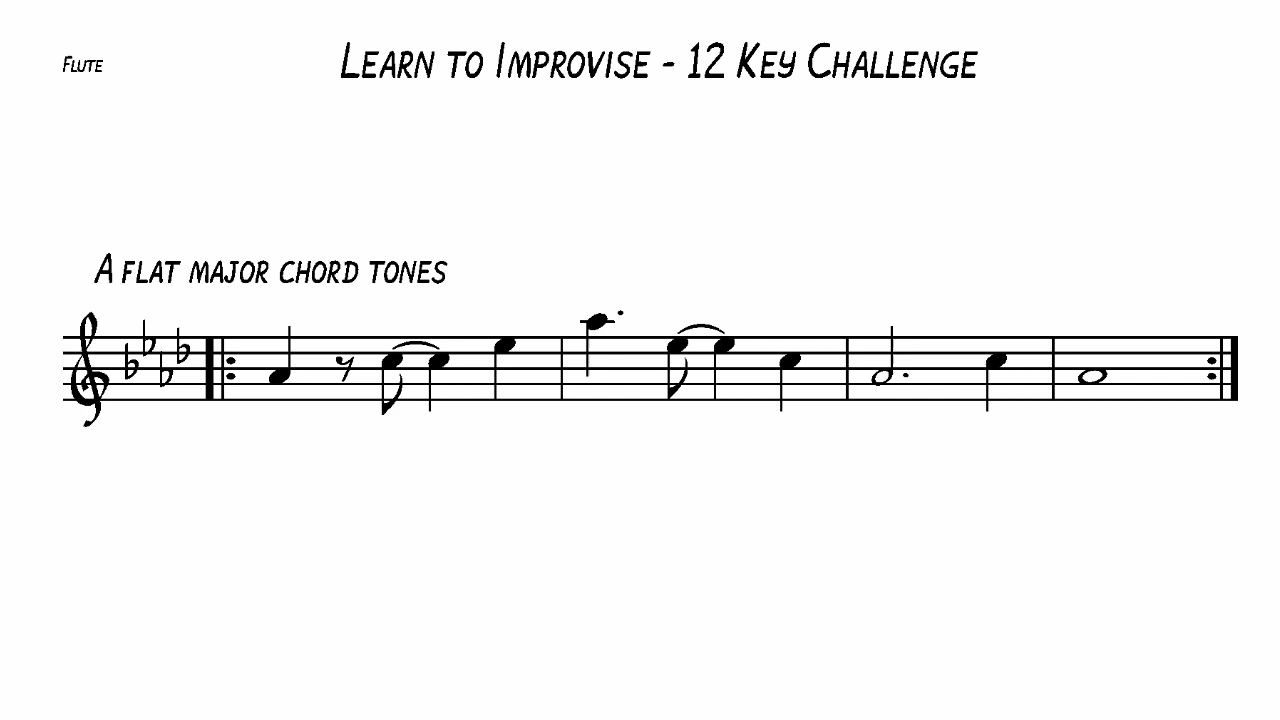 Flute
Learn to Improvise - 12 Key Challenge
A flat major chord tones